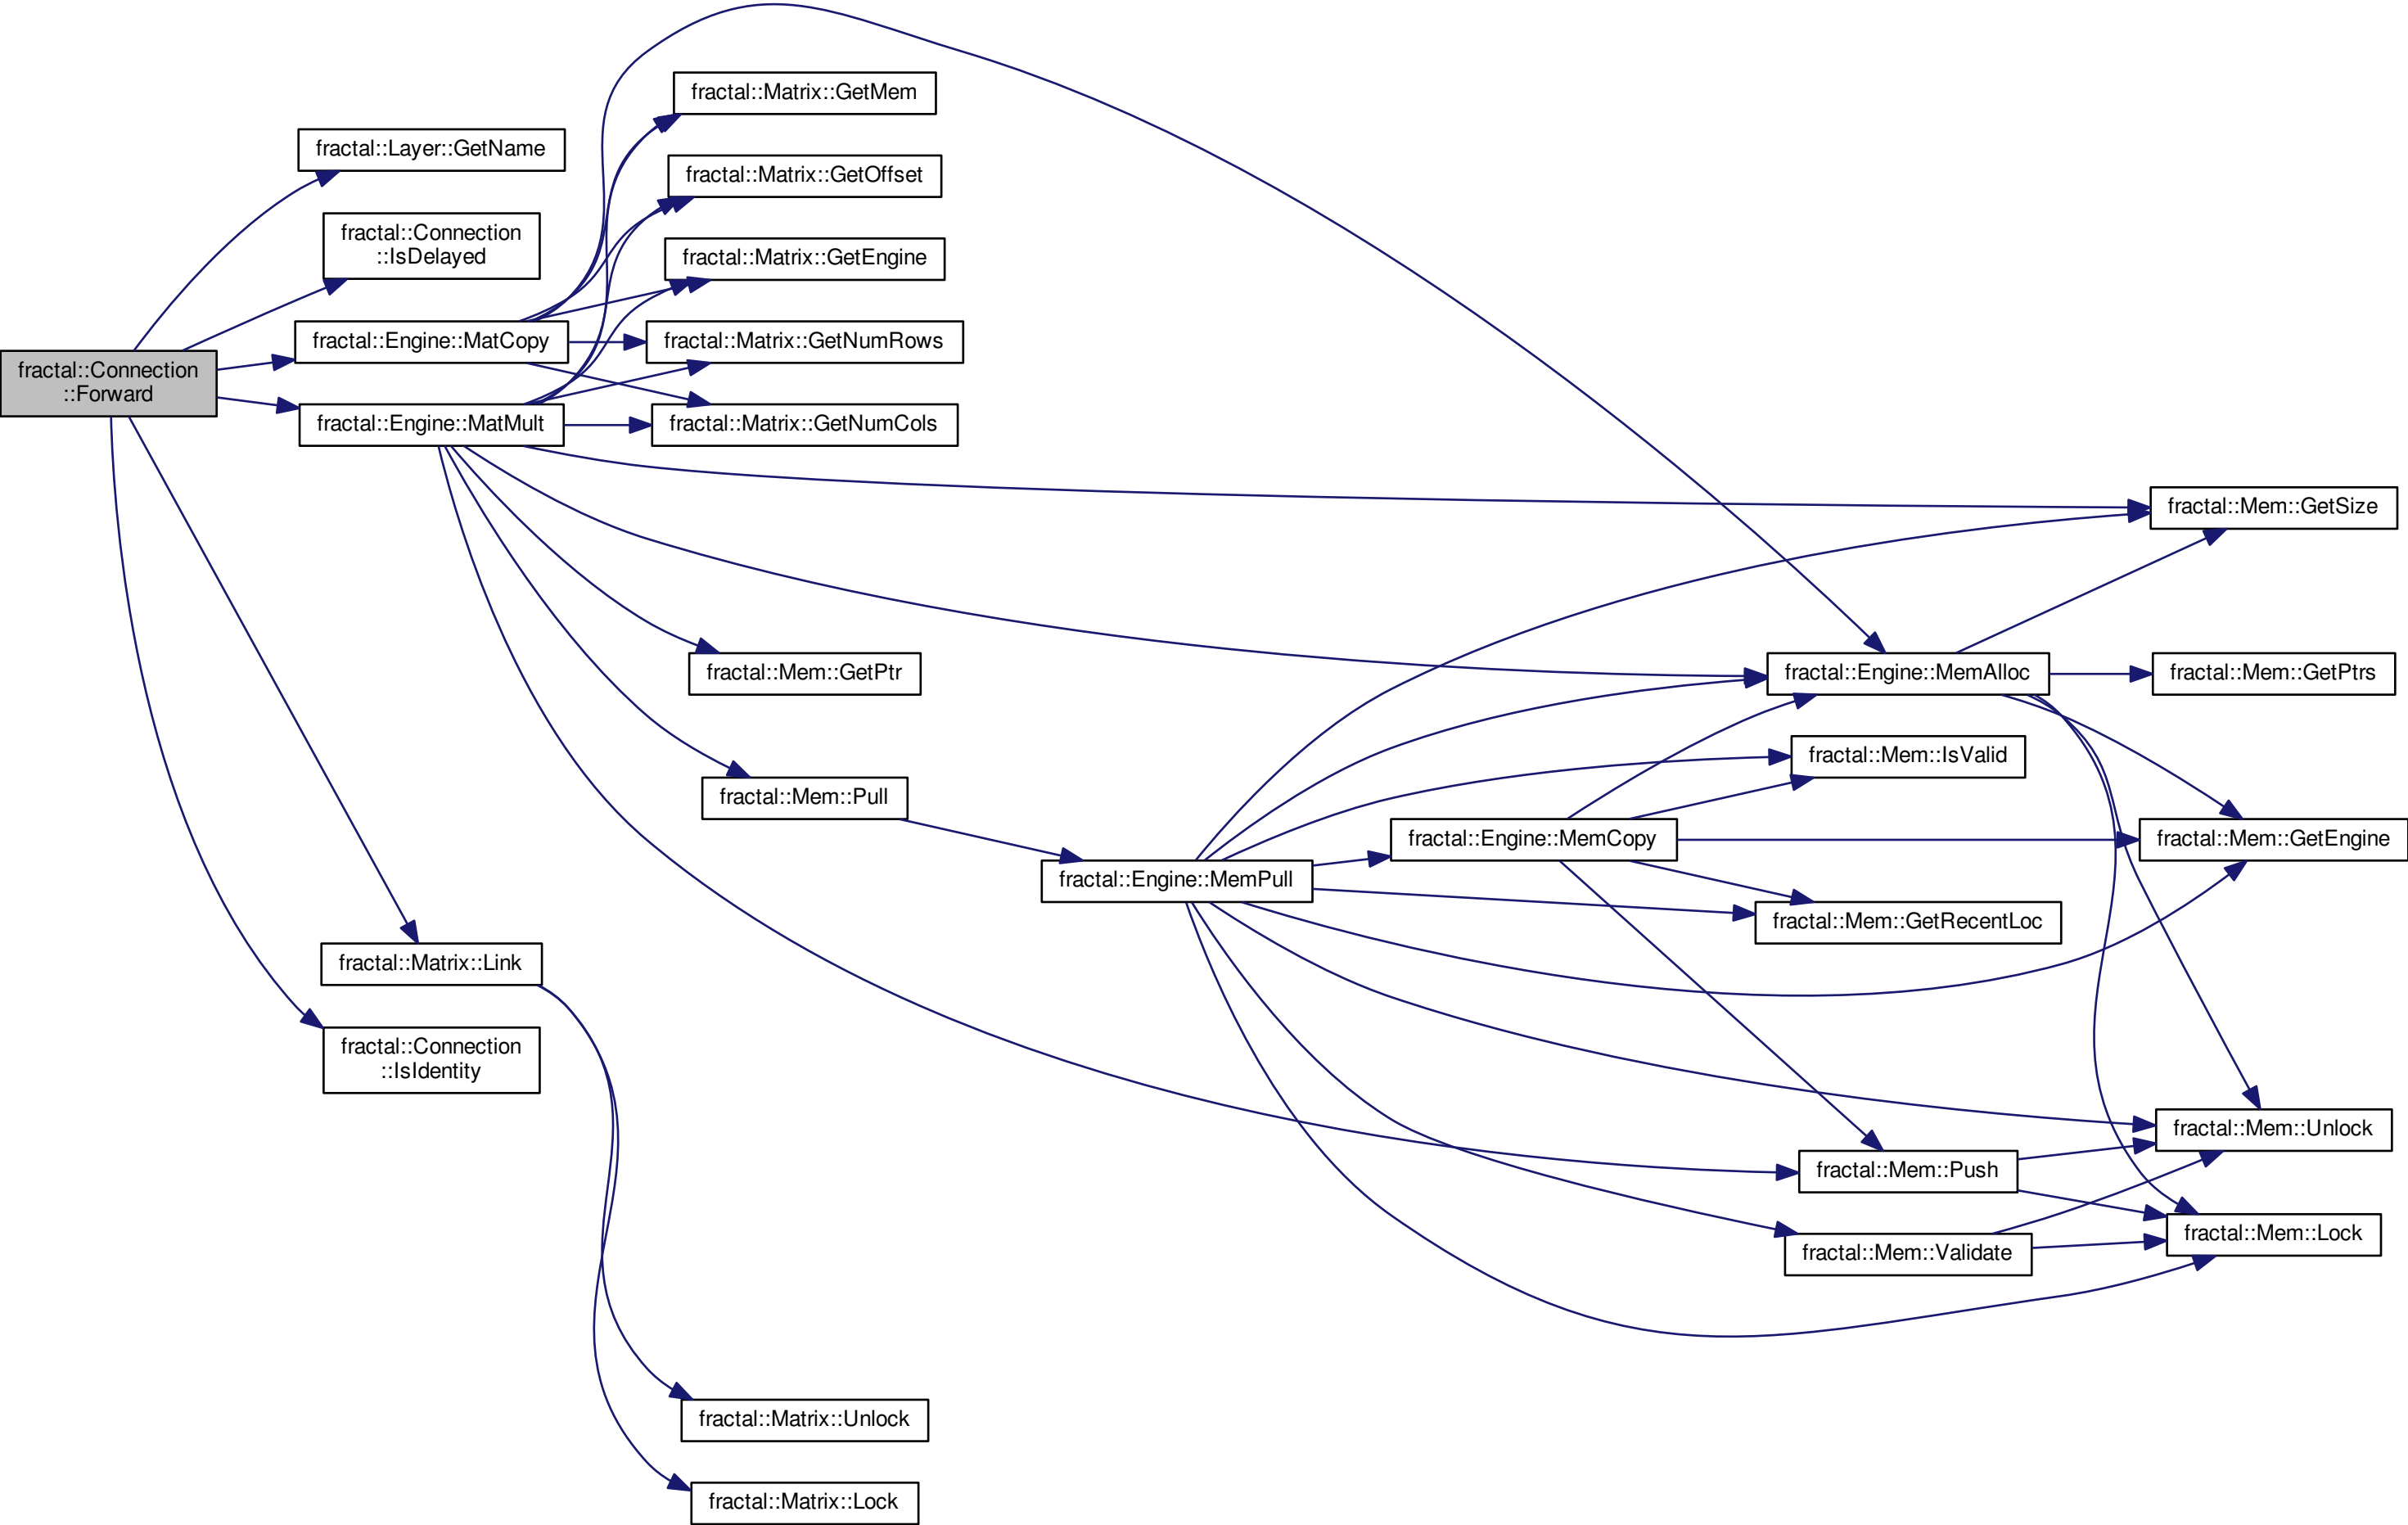 fractal::Matrix::GetMem
fractal::Layer::GetName
fractal::Matrix::GetOffset
fractal::Connection
::IsDelayed
fractal::Matrix::GetEngine
fractal::Engine::MatCopy
fractal::Matrix::GetNumRows
fractal::Connection
::Forward
fractal::Engine::MatMult
fractal::Matrix::GetNumCols
fractal::Mem::GetSize
fractal::Mem::GetPtr
fractal::Engine::MemAlloc
fractal::Mem::GetPtrs
fractal::Mem::IsValid
fractal::Mem::Pull
fractal::Engine::MemCopy
fractal::Mem::GetEngine
fractal::Engine::MemPull
fractal::Mem::GetRecentLoc
fractal::Matrix::Link
fractal::Connection
::IsIdentity
fractal::Mem::Unlock
fractal::Mem::Push
fractal::Mem::Lock
fractal::Mem::Validate
fractal::Matrix::Unlock
fractal::Matrix::Lock